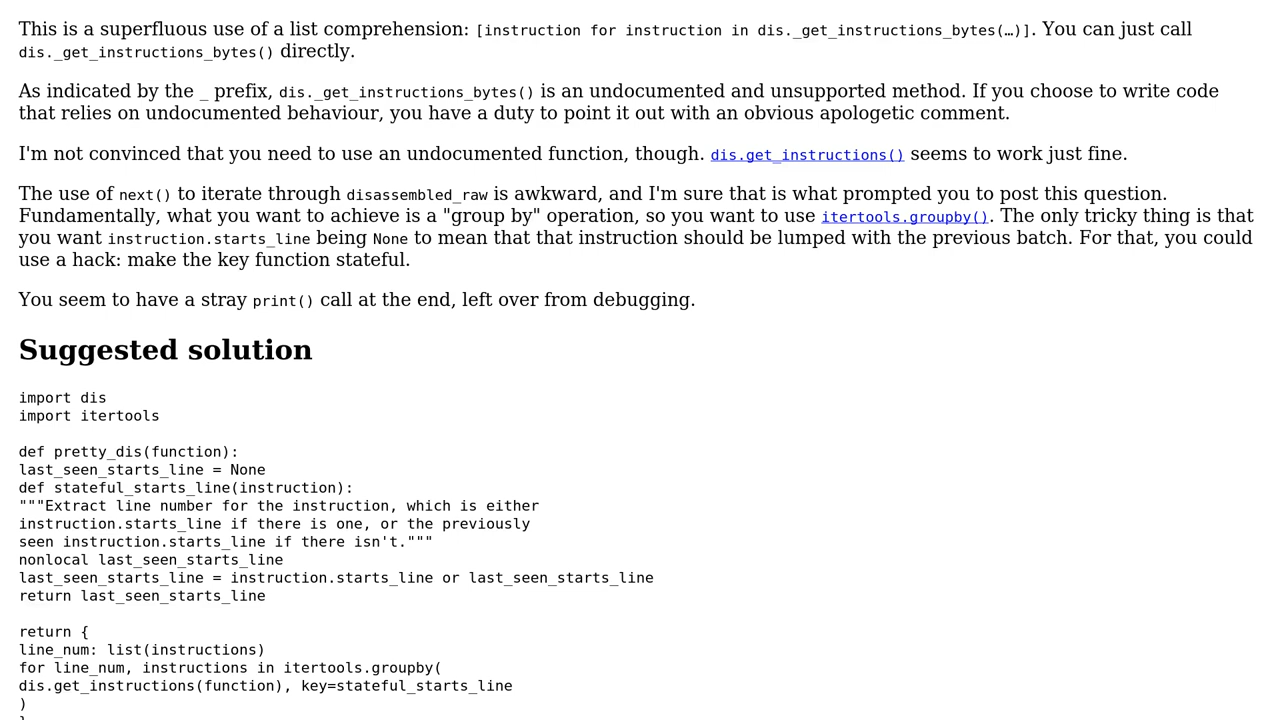 This is a superfluous use of a list comprehension: [instruction for instruction in dis._get_instructions_bytes(…)]. You can just call
dis._get_instructions_bytes() directly.
As indicated by the _ prefix, dis._get_instructions_bytes() is an undocumented and unsupported method. If you choose to write code
that relies on undocumented behaviour, you have a duty to point it out with an obvious apologetic comment.
I'm not convinced that you need to use an undocumented function, though. dis.get_instructions() seems to work just fine.
The use of next() to iterate through disassembled_raw is awkward, and I'm sure that is what prompted you to post this question.
Fundamentally, what you want to achieve is a "group by" operation, so you want to use itertools.groupby(). The only tricky thing is that
you want instruction.starts_line being None to mean that that instruction should be lumped with the previous batch. For that, you could
use a hack: make the key function stateful.
You seem to have a stray print() call at the end, left over from debugging.
Suggested solution
import dis
import itertools
def pretty_dis(function):
last_seen_starts_line = None
def stateful_starts_line(instruction):
"""Extract line number for the instruction, which is either
instruction.starts_line if there is one, or the previously
seen instruction.starts_line if there isn't."""
nonlocal last_seen_starts_line
last_seen_starts_line = instruction.starts_line or last_seen_starts_line
return last_seen_starts_line
return {
line_num: list(instructions)
for line_num, instructions in itertools.groupby(
dis.get_instructions(function), key=stateful_starts_line
)
}